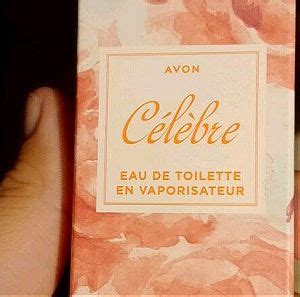 AVON
Célèbre
EAU DE TOILETTE
EN VAPORISATEUR